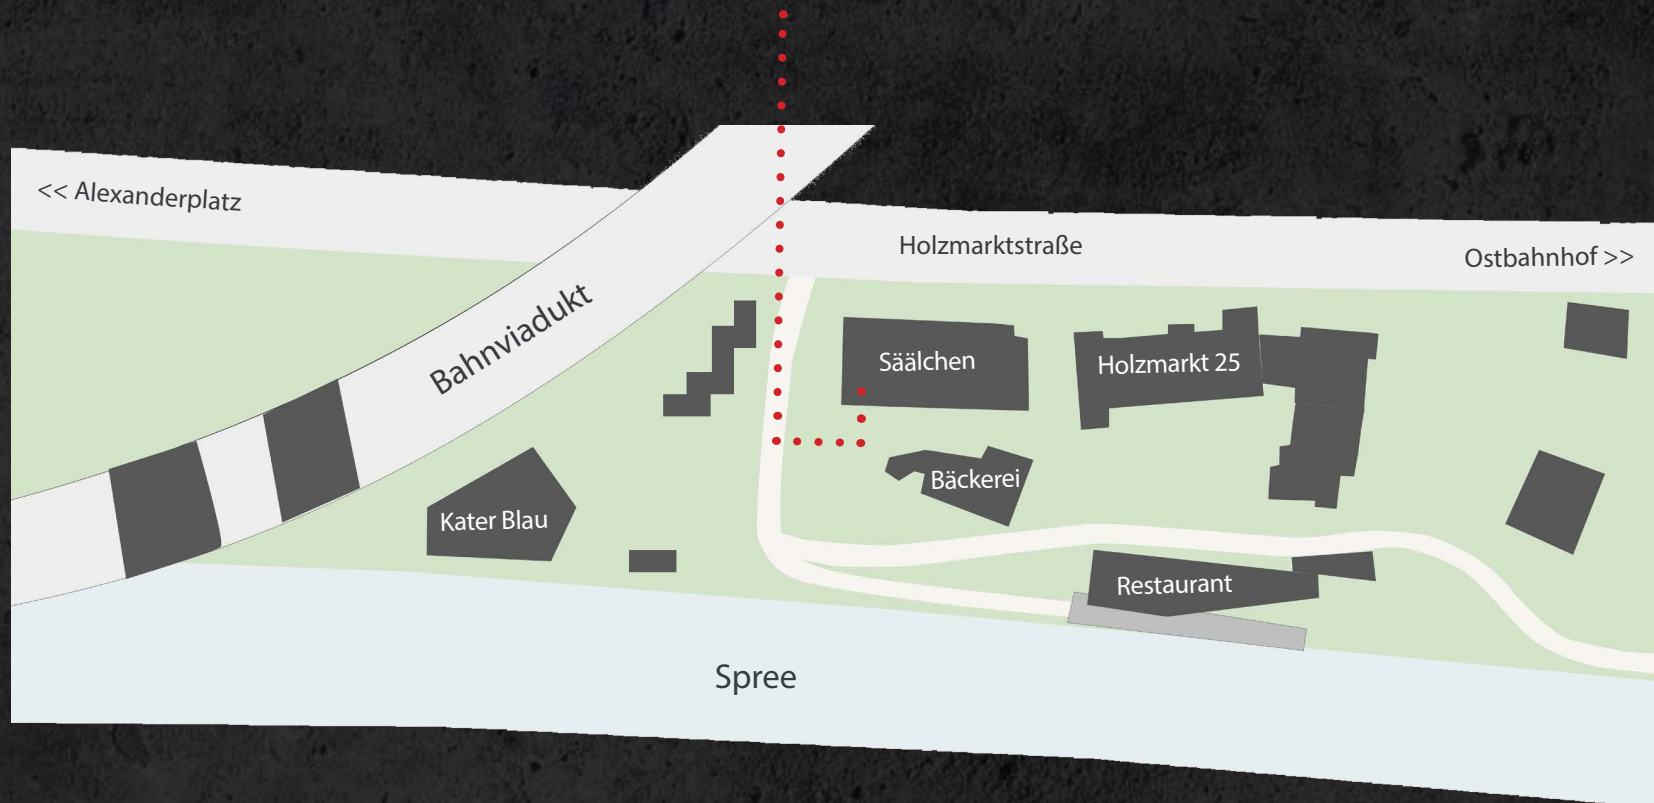 << Alexanderplatz
Holzmarktstraße
Ostbahnhof >>
Bahnviadukt
Säälchen
Holzmarkt 25
Bäckerei
Kater Blau
Restaurant
Spree